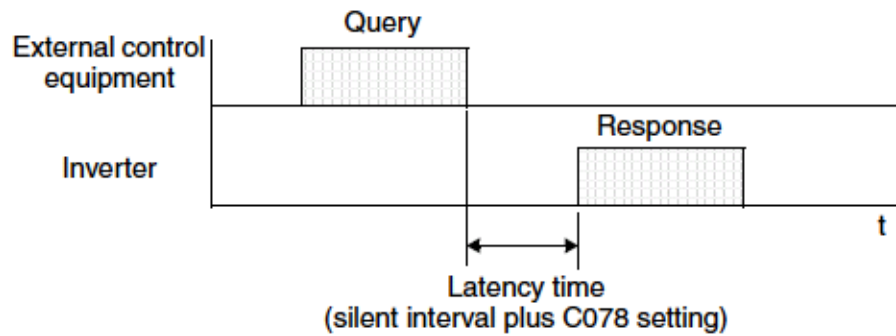 Query
External control
equipment
Response
Inverter
t
Latency time
(silent interval plus C078 setting)